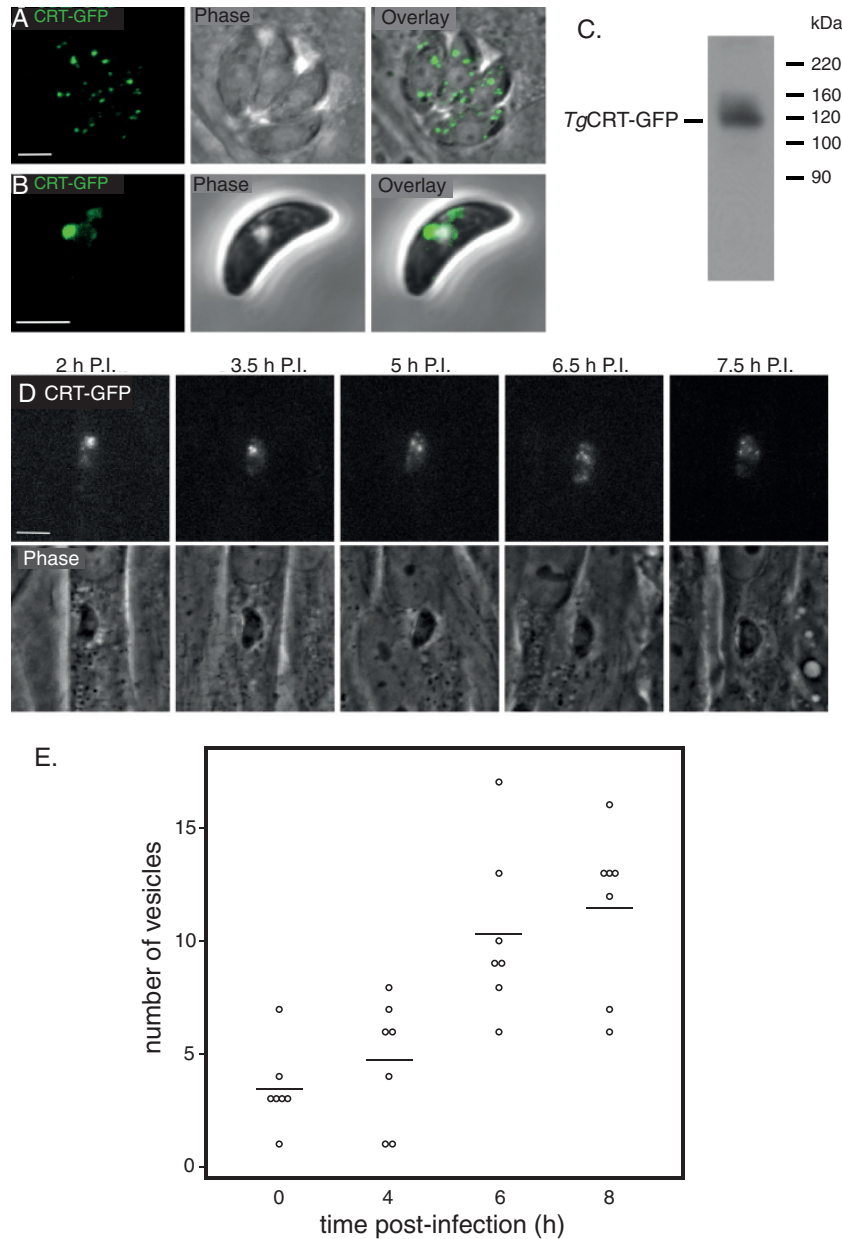 A CRT-GFP Phase Overlay
C.
kDa
220
160
TgCRT-GFP 120
100
90
B CRT-GFP Phase Overlay
2 h P.I. 3.5 h P.I. 5 h P.I. 6.5 h P.I. 7.5 h P.I.
D CRT-GFP
Phase
E.
number of vesicles
15
10
5
0
0 4 6 8
time post-infection (h)